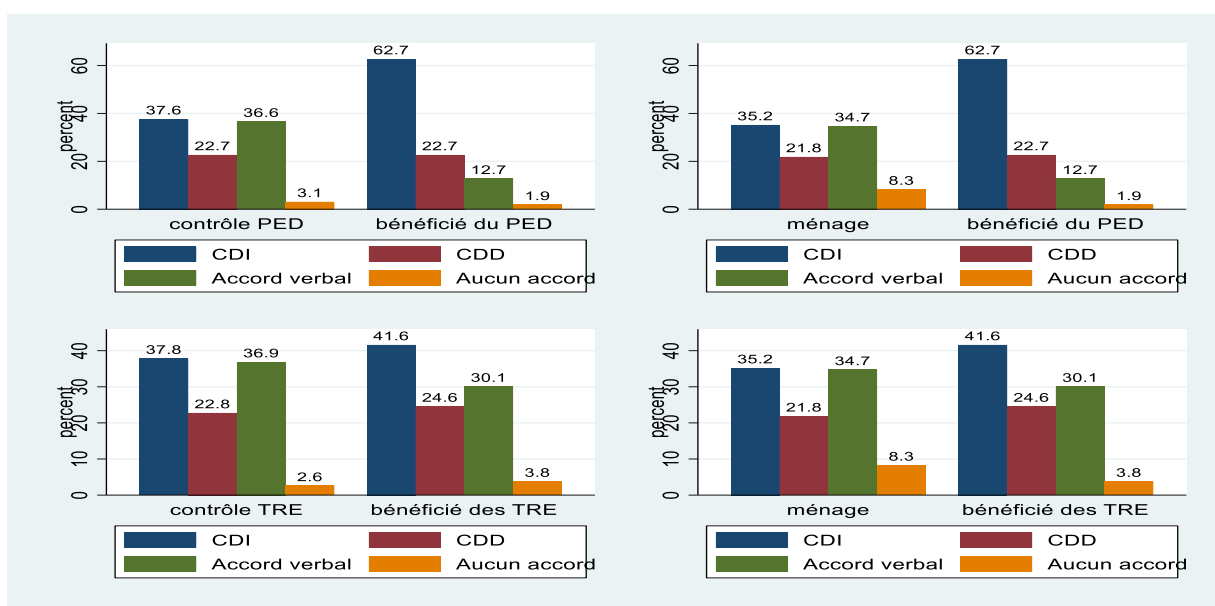 percent
60
40
20
0
37.6 22.7 36.6 3.1 62.7 22.7 12.7 1.9
contrôle PED bénéficié du PED
CDI CDD
Accord verbal Aucun accord
percent
60
40
20
0
35.2 21.8 34.7 8.3 62.7 22.7 12.7 1.9
ménage bénéficié du PED
CDI CDD
Accord verbal Aucun accord
percent
40
30
20
10
0
37.8 22.8 36.9 2.6 41.6 24.6 30.1 3.8
contrôle TRE bénéficié des TRE
CDI CDD
Accord verbal Aucun accord
percent
40
30
20
10
0
35.2 21.8 34.7 8.3 41.6 24.6 30.1 3.8
ménage bénéficié des TRE
CDI CDD
Accord verbal Aucun accord